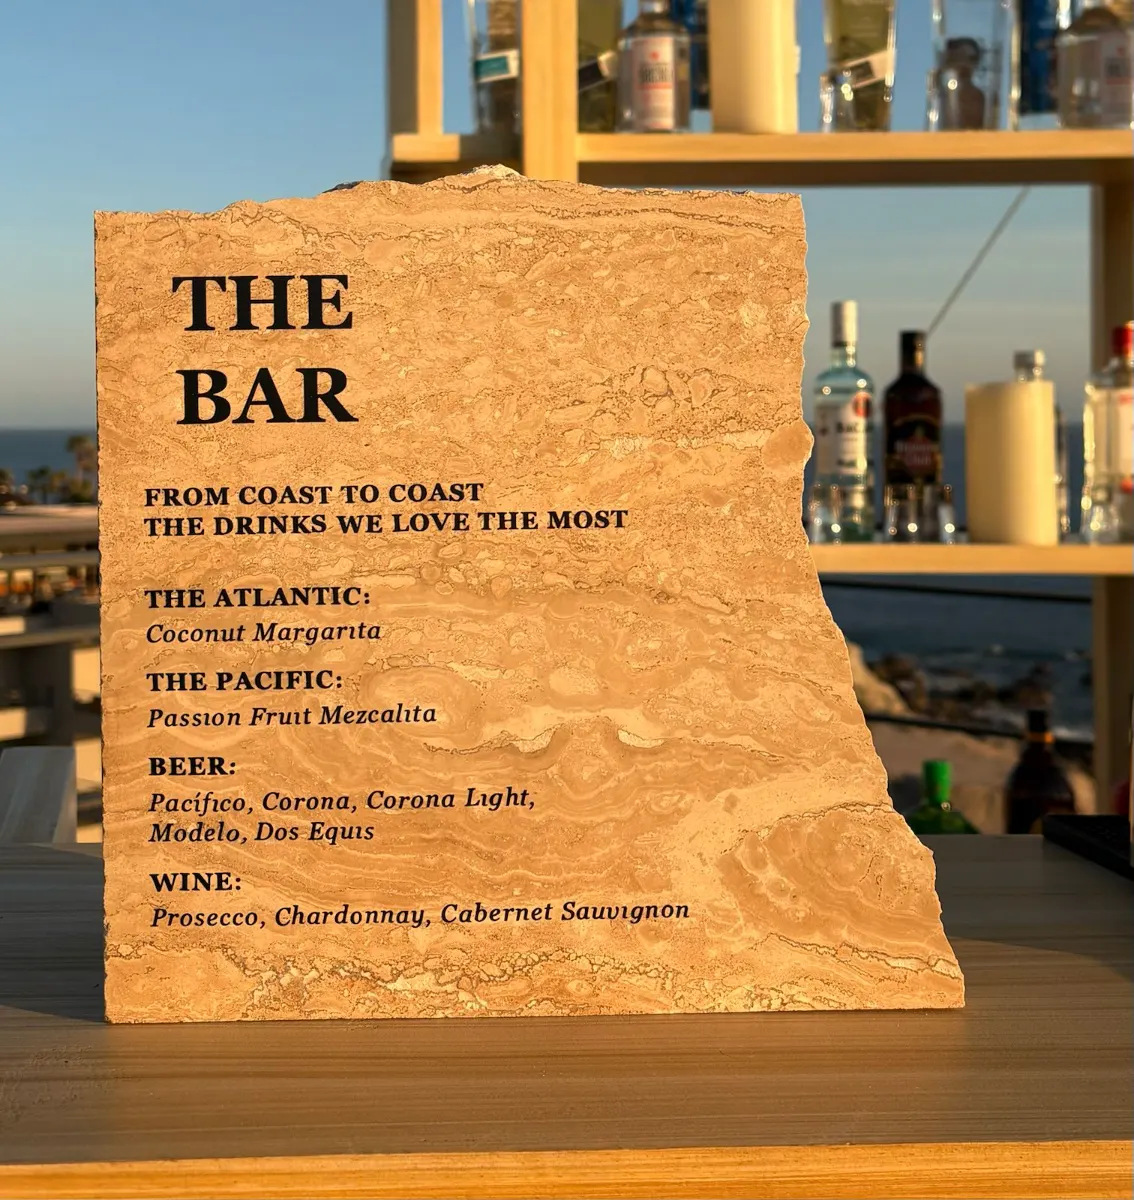 THE
BAR
FROM COAST TO COAST
THE DRINKS WE LOVE THE MOST
THE ATLANTIC:
Coconut Margarita
THE PACIFIC:
Passion Fruit Mezcalita
BEER:
Pacífico, Corona, Corona Light,
Modelo, Dos Equis
WINE:
Prosecco, Chardonnay, Cabernet Sauvignon